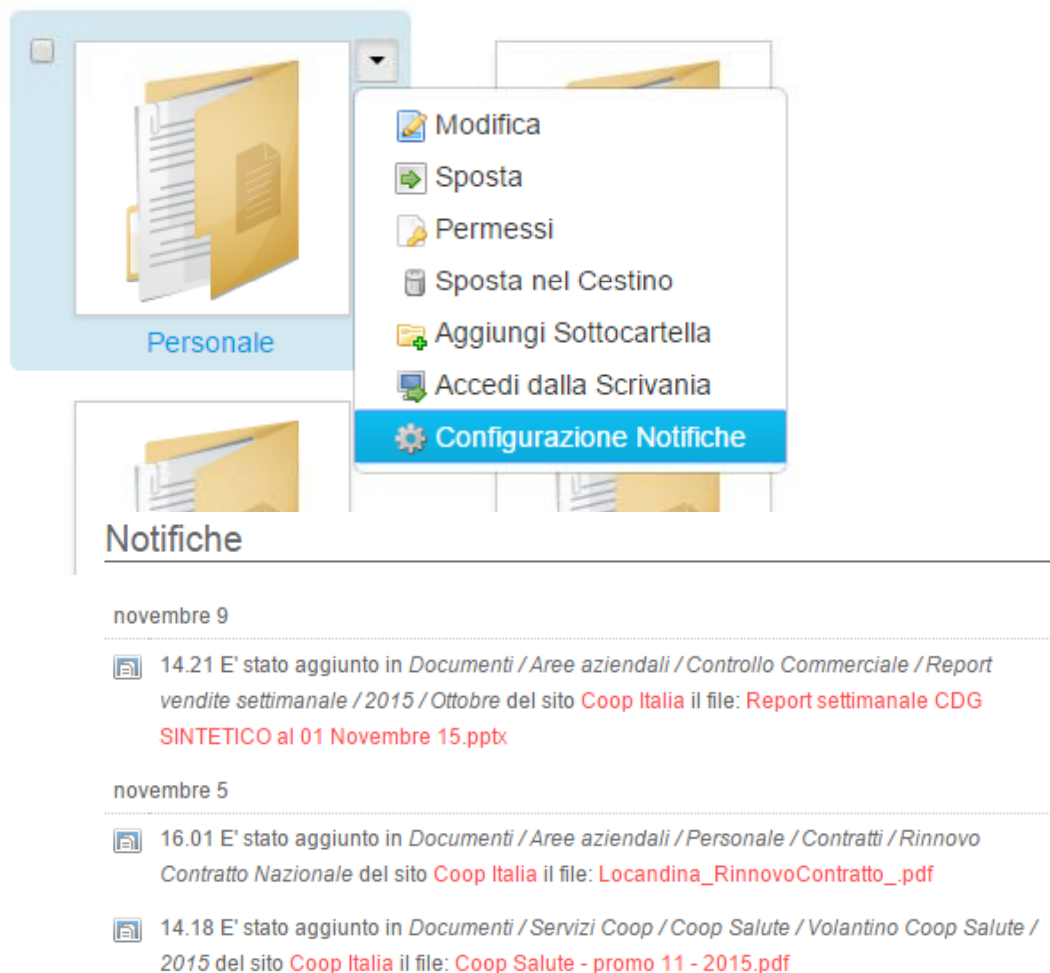 Modifica
Sposta
Permessi
Sposta nel Cestino
Aggiungi Sottocartella
Accedi dalla Scrivania
Configurazione Notifiche
Personale
Notifiche
novembre 9
14.21 E' stato aggiunto in Documenti / Aree aziendali / Controllo Commerciale / Report
vendite settimanale / 2015 / Ottobre del sito Coop Italia il file: Report settimanale CDG
SINTETICO al 01 Novembre 15.pptx
novembre 5
16.01 E' stato aggiunto in Documenti / Aree aziendali / Personale / Contratti / Rinnovo
Contratto Nazionale del sito Coop Italia il file: Locandina_RinnovoContratto_.pdf
14.18 E' stato aggiunto in Documenti / Servizi Coop / Coop Salute / Volantino Coop Salute /
2015 del sito Coop Italia il file: Coop Salute - promo 11 - 2015.pdf